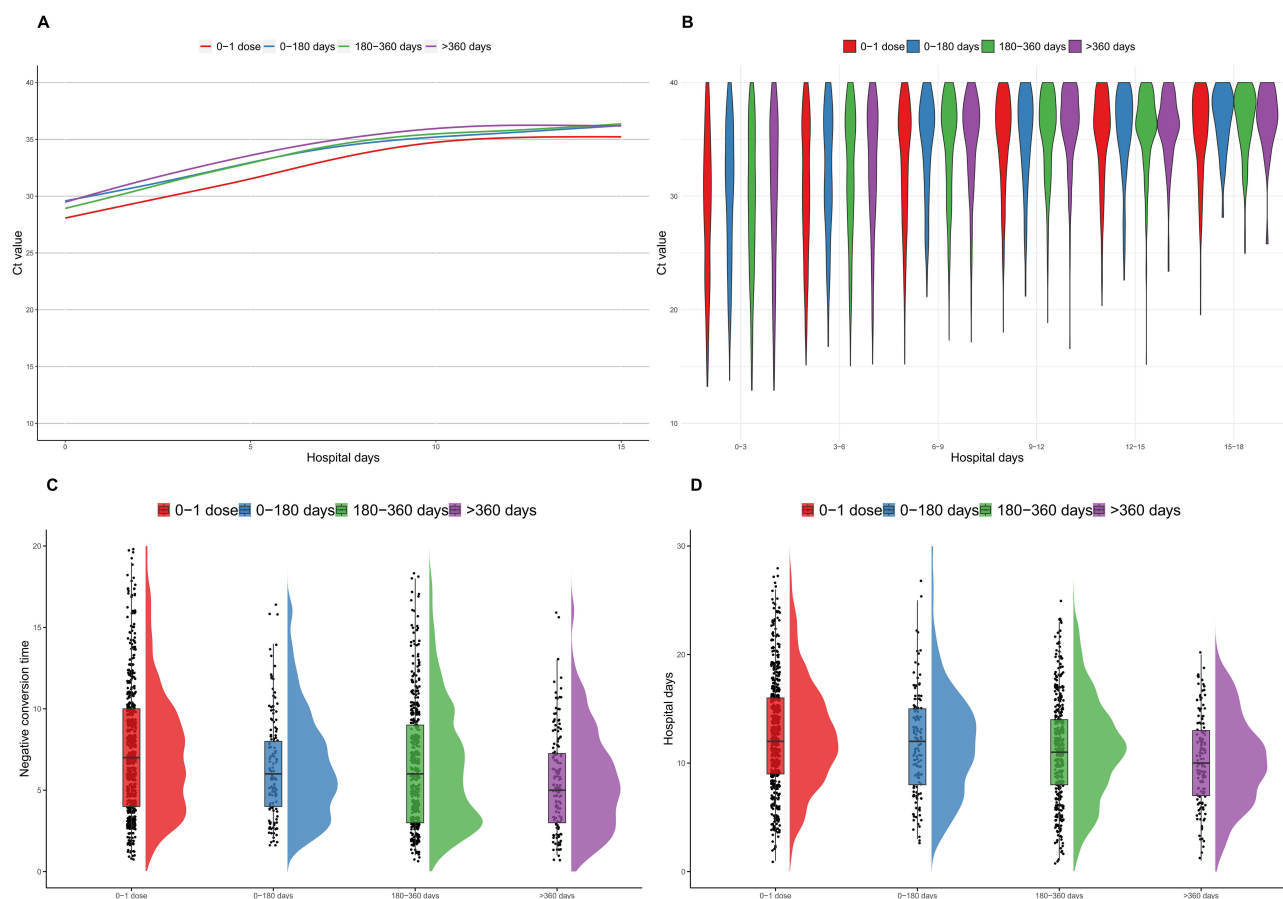 A
0−1 dose 0−180 days 180−360 days >360 days
40
35
30
25
20
15
10
Ct value
0 5 10 15
Hospital days
B
0−1 dose 0−180 days 180−360 days >360 days
40
30
20
10
Ct value
0−3 3−6 6−9 9−12 12−15 15−18
Hospital days
C
0−1 dose 0−180 days 180−360 days >360 days
20
15
10
5
0
Negative conversion time
0−1 dose 0−180 days 180−360 days >360 days
D
0−1 dose 0−180 days 180−360 days >360 days
30
20
10
0
Hospital days
0−1 dose 0−180 days 180−360 days >360 days